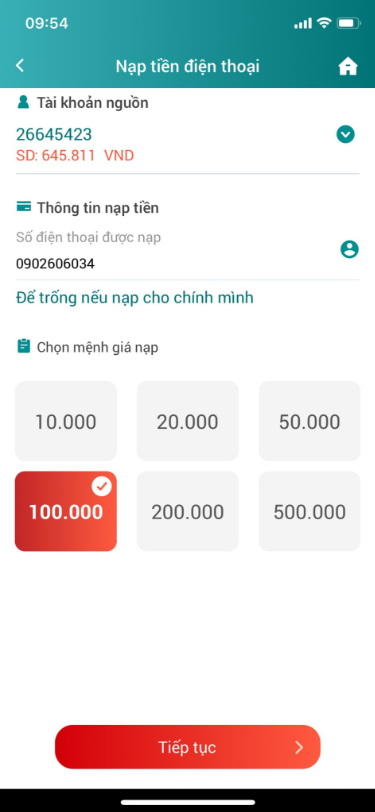 09:54
Nạp tiền điện thoại
Tài khoản nguồn
26645423
SD: 645.811 VND
Thông tin nạp tiền
Số điện thoại được nạp
0902606034
Để trống nếu nạp cho chính mình
Chọn mệnh giá nạp
10.000 20.000 50.000
100.000 200.000 500.000
Tiếp tục